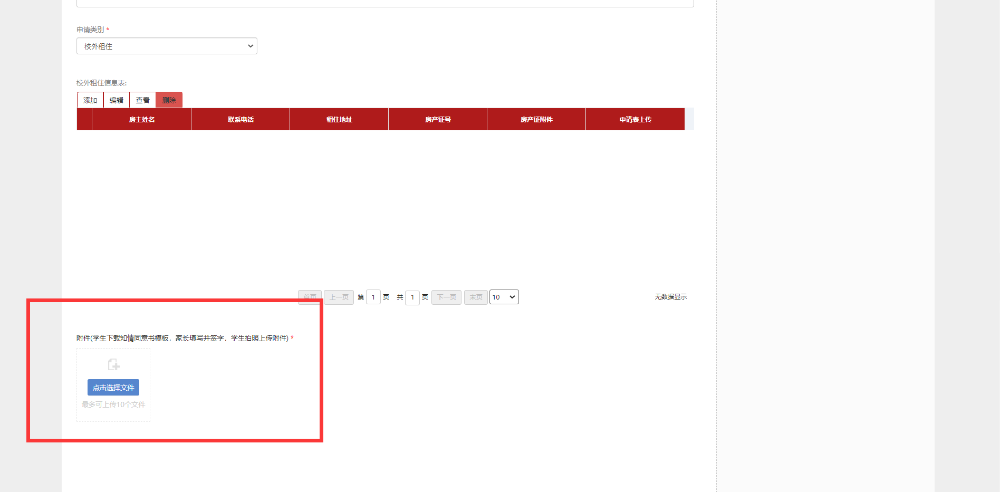 申请类别 *
校外租住
校外租住信息表:
添加 编辑 查看 删除
房主姓名 联系电话 租住地址 房产证号 房产证附件 申请表上传
首页 上一页 第 1 页 共 1 页 下一页 末页 10 无数据显示
附件(学生下载知情同意书模板，家长填写并签字，学生拍照上传附件) *
点击选择文件
最多可上传10个文件